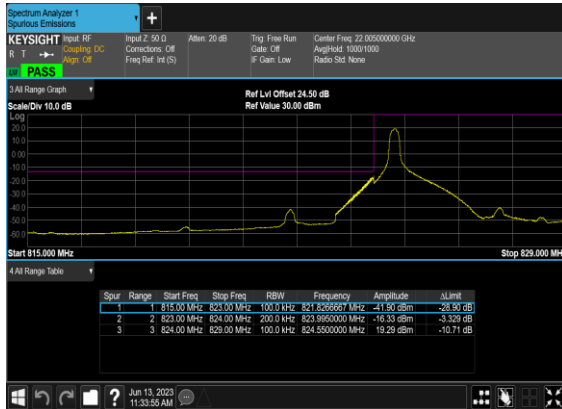 Spectrum Analyzer 1
Spurious Emissions
KEYSIGHT Input: RF Input Z: 50 Ω Atten: 20 dB Trig: Free Run Center Freq: 22.005000000 GHz
R T Coupling: DC Corrections: Off Gate: Off Avg|Hold: 1000/1000
Align: Off Freq Ref: Int (S) IF Gain: Low Radio Std: None
LW PASS
3 All Range Graph Ref Lvl Offset 24.50 dB
Scale/Div 10.0 dB Ref Value 30.00 dBm
Log
20.0
10.0
0.00
-10.0
-20.0
-30.0
-40.0
-50.0
-60.0
Start 815.000 MHz Stop 829.000 MH
4 All Range Table
Spur Range Start Freq Stop Freq RBW Frequency Amplitude ΔLimit
1 1 815.00 MHz 823.00 MHz 100.0 kHz 821.8266667 MHz -41.90 dBm -28.90 dB
2 2 823.00 MHz 824.00 MHz 200.0 kHz 823.9950000 MHz -16.33 dBm -3.329 dB
3 3 824.00 MHz 829.00 MHz 100.0 kHz 824.5500000 MHz 19.29 dBm -10.71 dB
Jun 13, 2023
11:33:55 AM